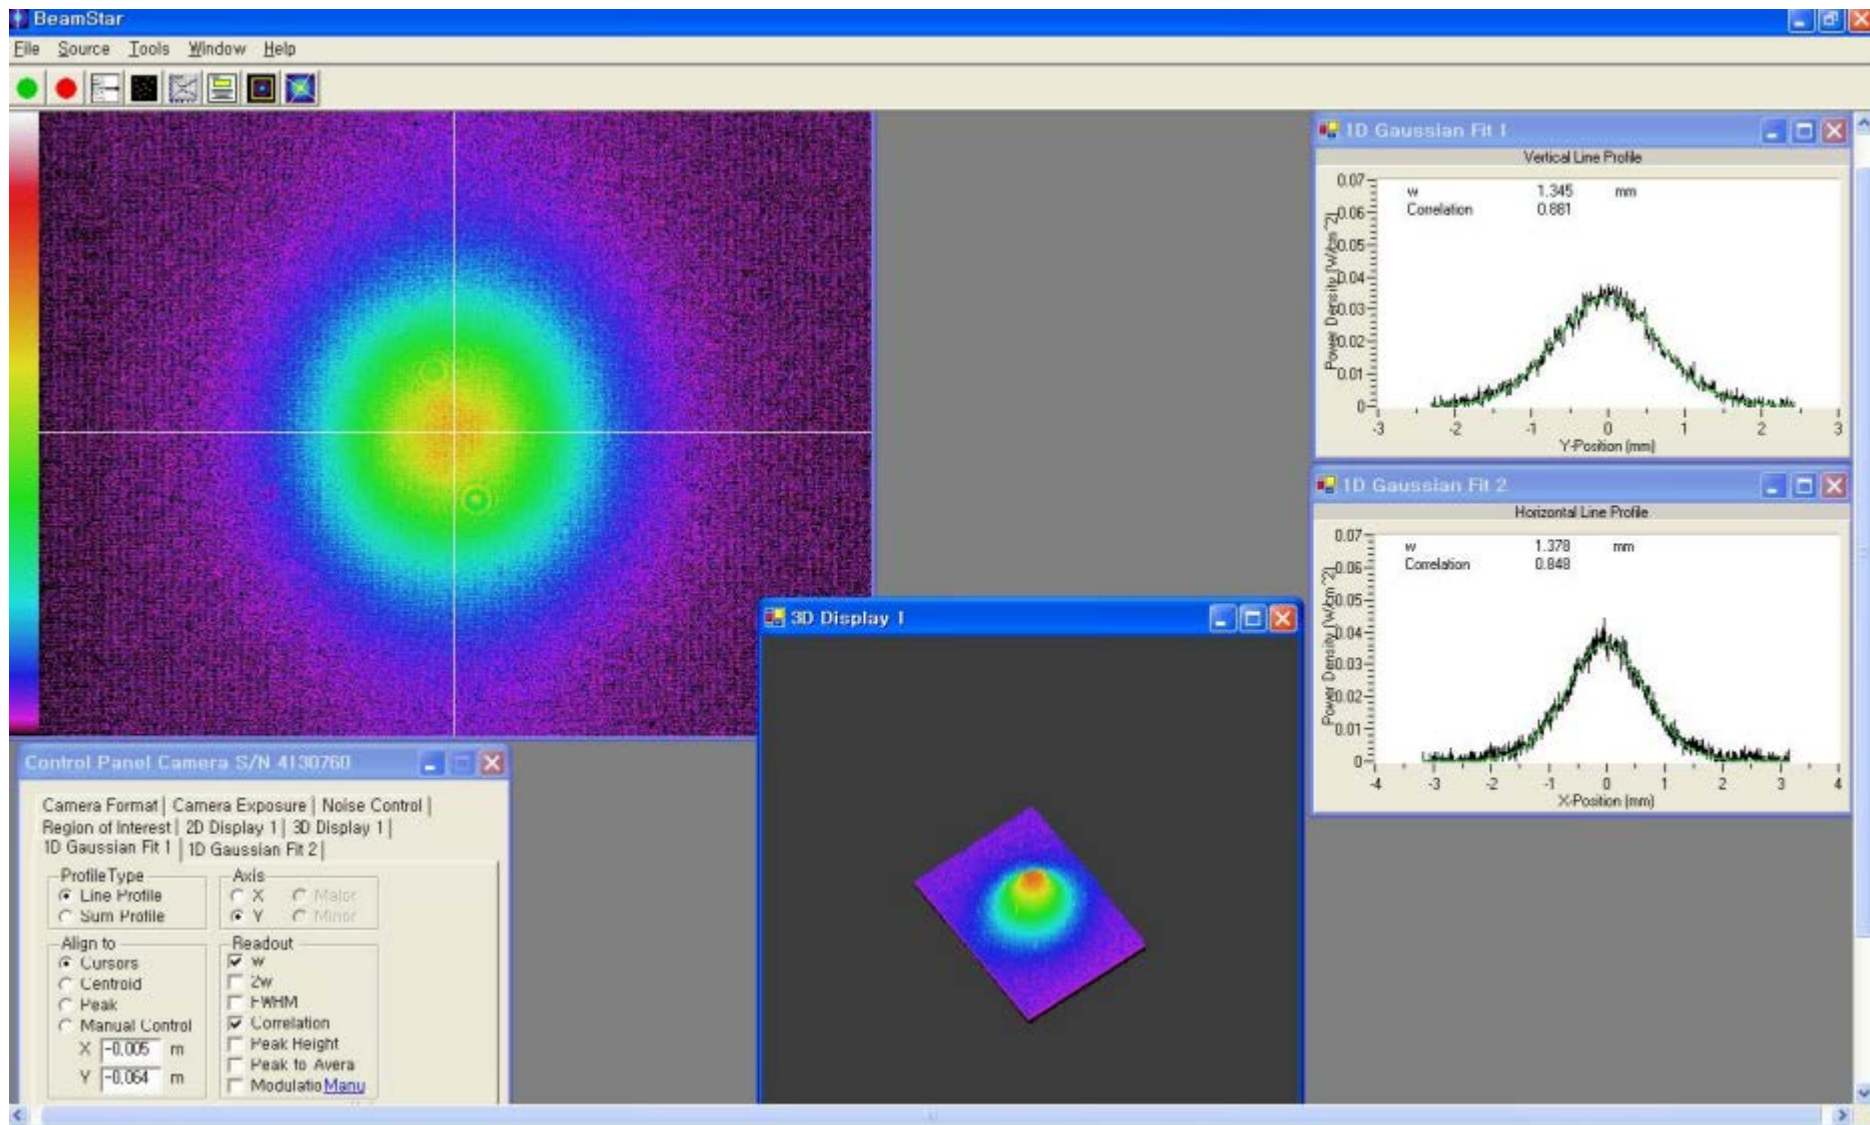 BeamStar
File Source Tools Window Help
1D Gaussian Fit 1
Vertical Line Profile
w 1.345 mm
Correlation 0.881
Power Density [W/cm^2]
0.07
0.06
0.05
0.04
0.03
0.02
0.01
0
-3 -2 -1 0 1 2 3
Y-Position (mm)
1D Gaussian Fit 2
Horizontal Line Profile
w 1.378 mm
Correlation 0.848
Power Density [W/cm^2]
0.07
0.06
0.05
0.04
0.03
0.02
0.01
0
-4 -3 -2 -1 0 1 2 3 4
X-Position (mm)
3D Display 1
Control Panel Camera S/N 4130760
Camera Format Camera Exposure Noise Control
Region of Interest 2D Display 1 3D Display 1
1D Gaussian Fit 1 1D Gaussian Fit 2
Profile Type
Line Profile
Sum Profile
Axis
X Major
Y Minor
Align to
Cursors
Centroid
Peak
Manual Control
X -0.005 m
Y -0.064 m
Readout
w
2w
FWHM
Correlation
Peak Height
Peak to Avera
Modulatio Manu